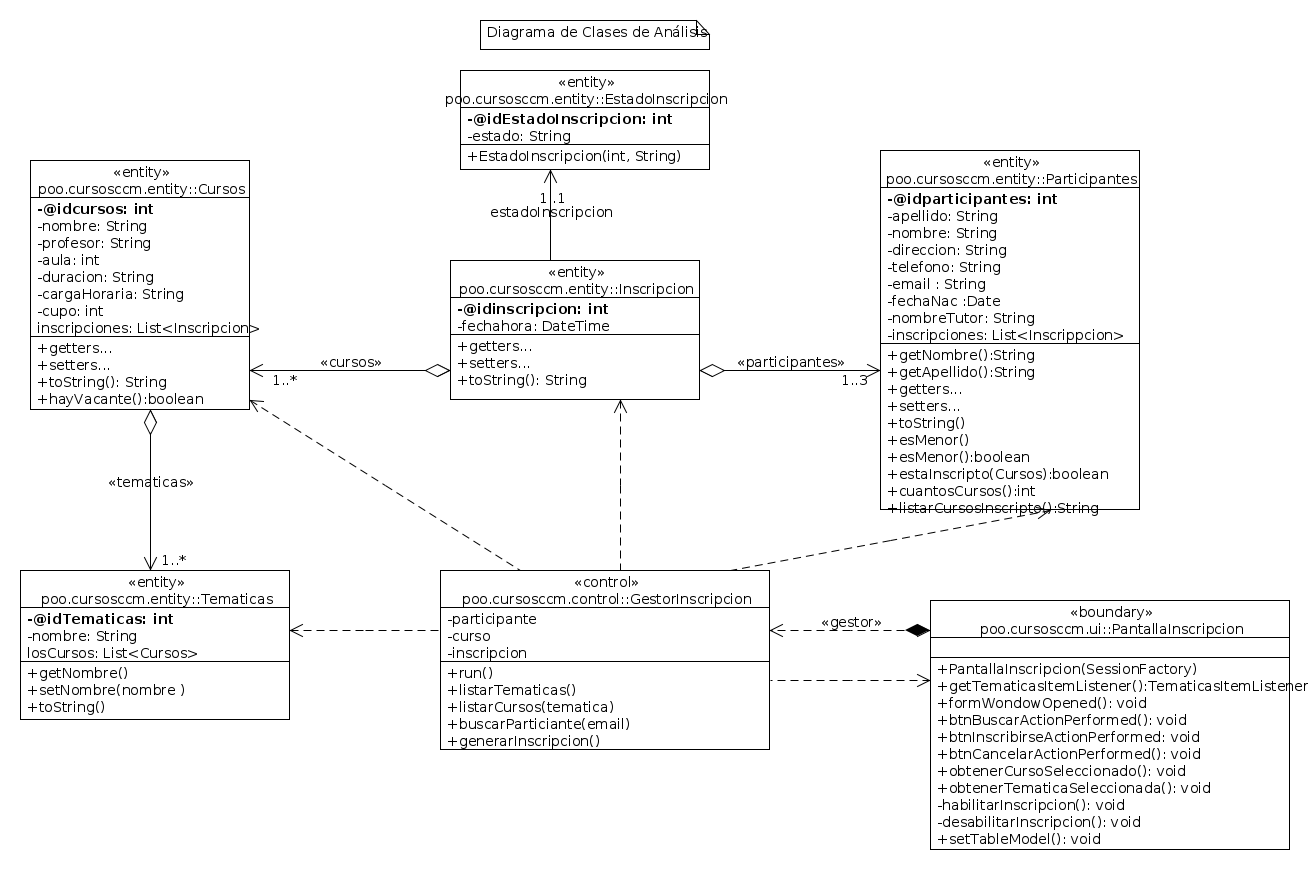 Diagrama de Clases de Análisis
«entity»
poo.cursosccm.entity::EstadoInscripcion
-@idEstadoInscripcion: int
-estado: String
+EstadoInscripcion(int, String)
«entity»
poo.cursosccm.entity::Cursos
-@idcursos: int
-nombre: String
-profesor: String
-aula: int
-duracion: String
-cargaHoraria: String
-cupo: int
inscripciones: List<Inscripcion>
+getters...
+setters...
+toString(): String
+hayVacante():boolean
1..1
estadoInscripcion
«entity»
poo.cursosccm.entity::Inscripcion
-@idinscripcion: int
-fechahora: DateTime
+getters...
+setters...
+toString(): String
«entity»
poo.cursosccm.entity::Participantes
-@idparticipantes: int
-apellido: String
-nombre: String
-direccion: String
-telefono: String
-email : String
-fechaNac :Date
-nombreTutor: String
-inscripciones: List<Inscrippcion>
+getNombre():String
+getApellido():String
+getters...
+setters...
+toString()
+esMenor()
+esMenor():boolean
+estaInscripto(Cursos):boolean
+cuantosCursos():int
+listarCursosInscripto():String
«cursos»
1..*
«participantes»
1..3
«tematicas»
1..*
«entity»
poo.cursosccm.entity::Tematicas
-@idTematicas: int
-nombre: String
losCursos: List<Cursos>
+getNombre()
+setNombre(nombre )
+toString()
«control»
poo.cursosccm.control::GestorInscripcion
-participante
-curso
-inscripcion
+run()
+listarTematicas()
+listarCursos(tematica)
+buscarParticiante(email)
+generarInscripcion()
«gestor»
«boundary»
poo.cursosccm.ui::PantallaInscripcion
+PantallaInscripcion(SessionFactory)
+getTematicasItemListener():TematicasItemListener
+formWondowOpened(): void
+btnBuscarActionPerformed(): void
+btnInscribirseActionPerformed: void
+btnCancelarActionPerformed(): void
+obtenerCursoSeleccionado(): void
+obtenerTematicaSeleccionada(): void
-habilitarInscripcion(): void
-desabilitarInscripcion(): void
+setTableModel(): void